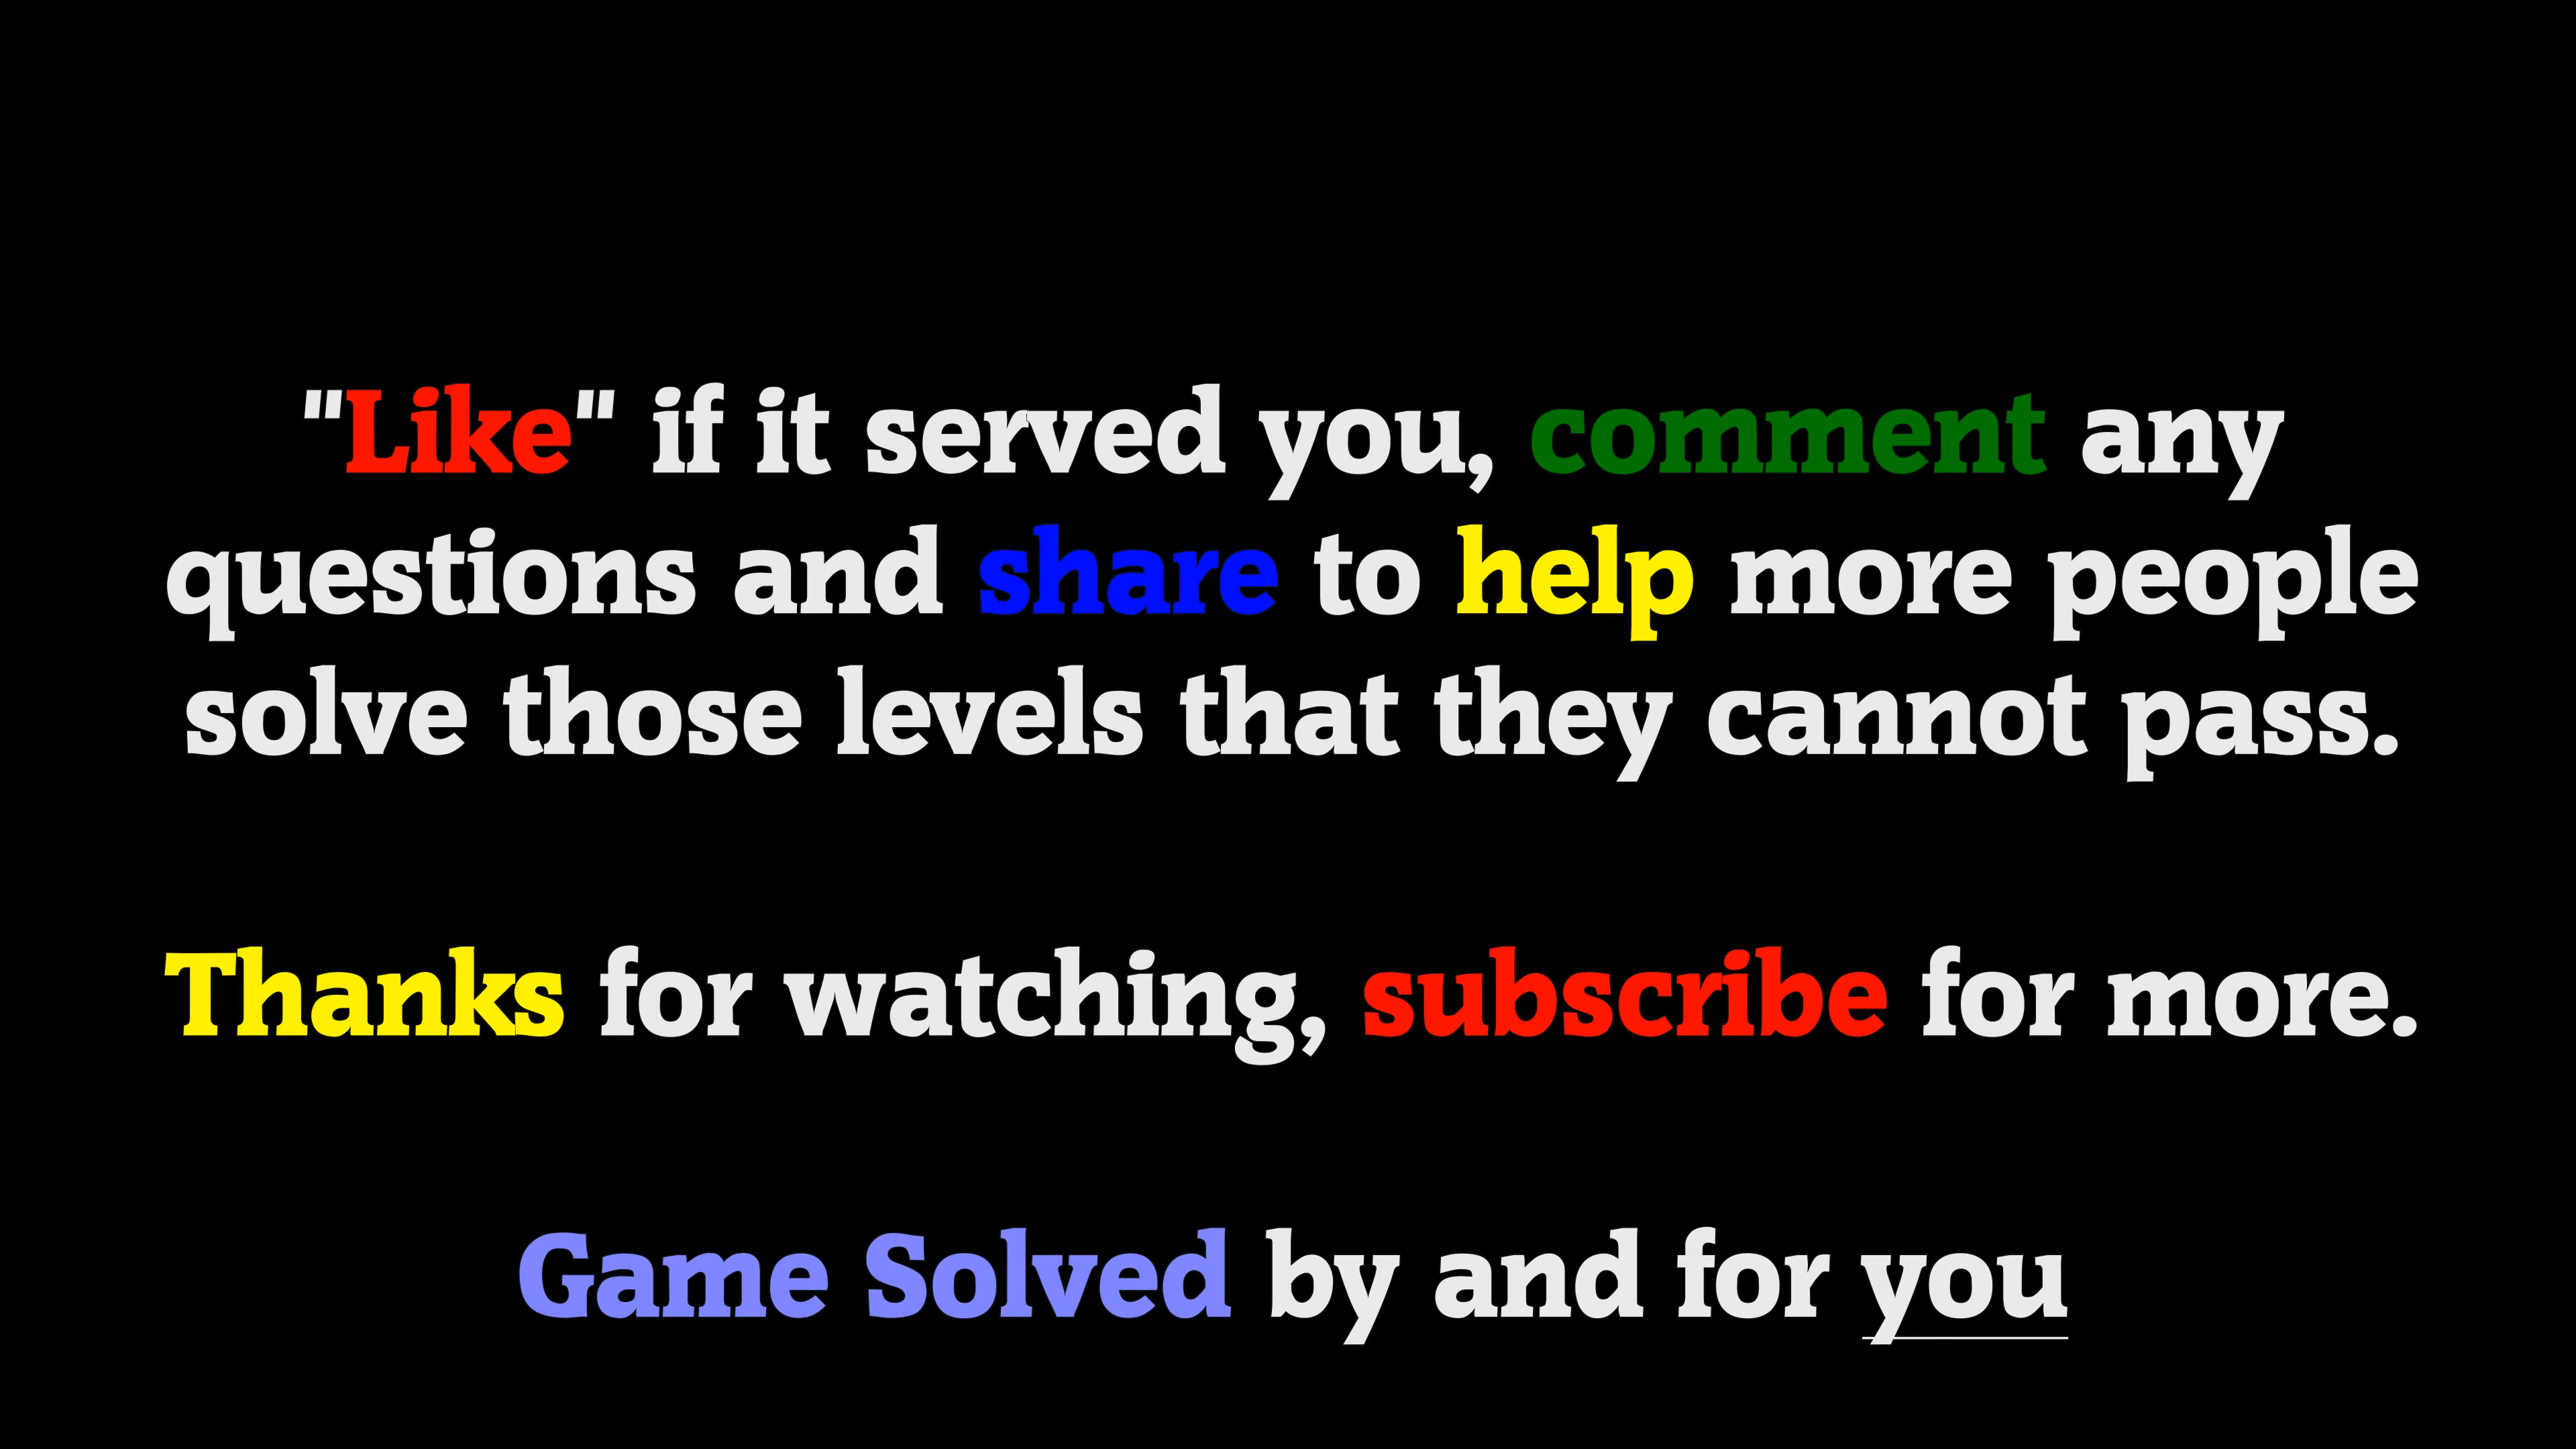 "Like" if it served you, comment any
questions and share to help more people
solve those levels that they cannot pass.
Thanks for watching, subscribe for more.
Game Solved by and for you